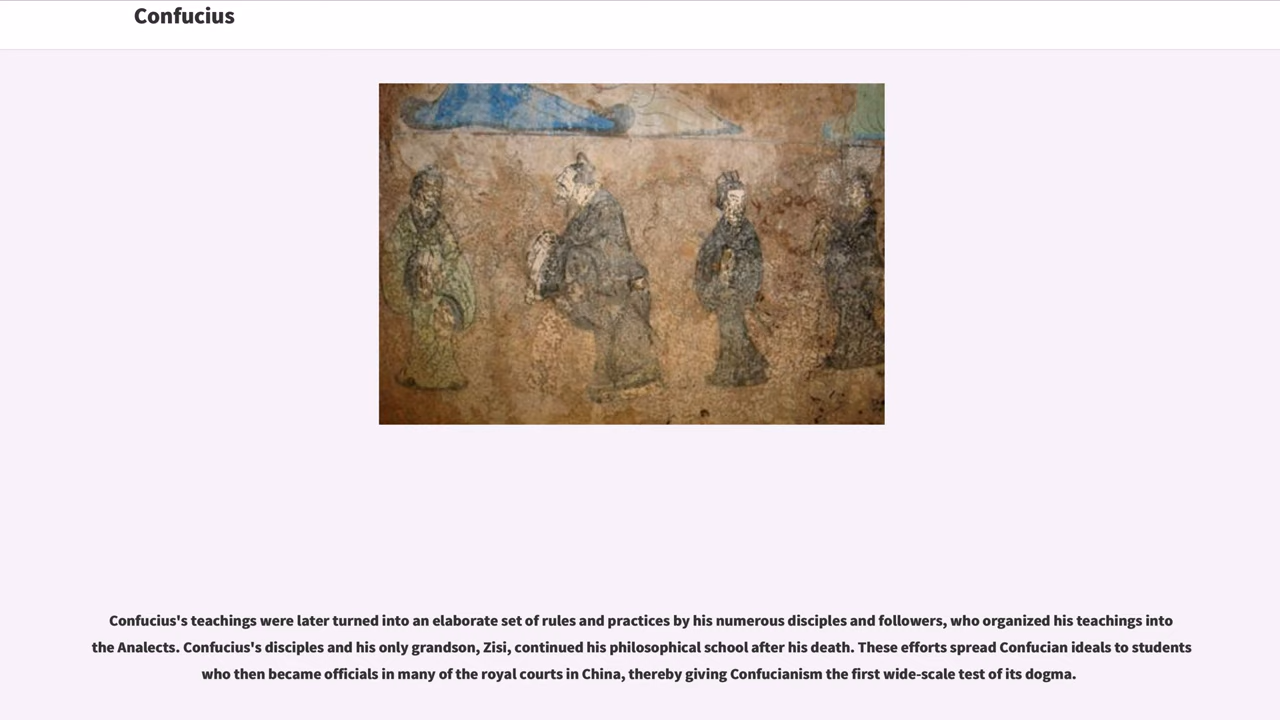 Confucius
Confucius's teachings were later turned into an elaborate set of rules and practices by his numerous disciples and followers, who organized his teachings into
the Analects. Confucius's disciples and his only grandson, Zisi, continued his philosophical school after his death. These efforts spread Confucian ideals to students
who then became officials in many of the royal courts in China, thereby giving Confucianism the first wide-scale test of its dogma.